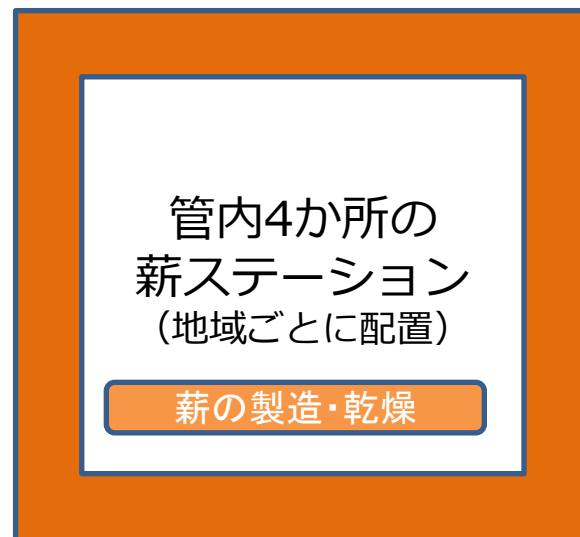 管内4か所の
薪ステーション
（地域ごとに配置）
薪の製造・乾燥